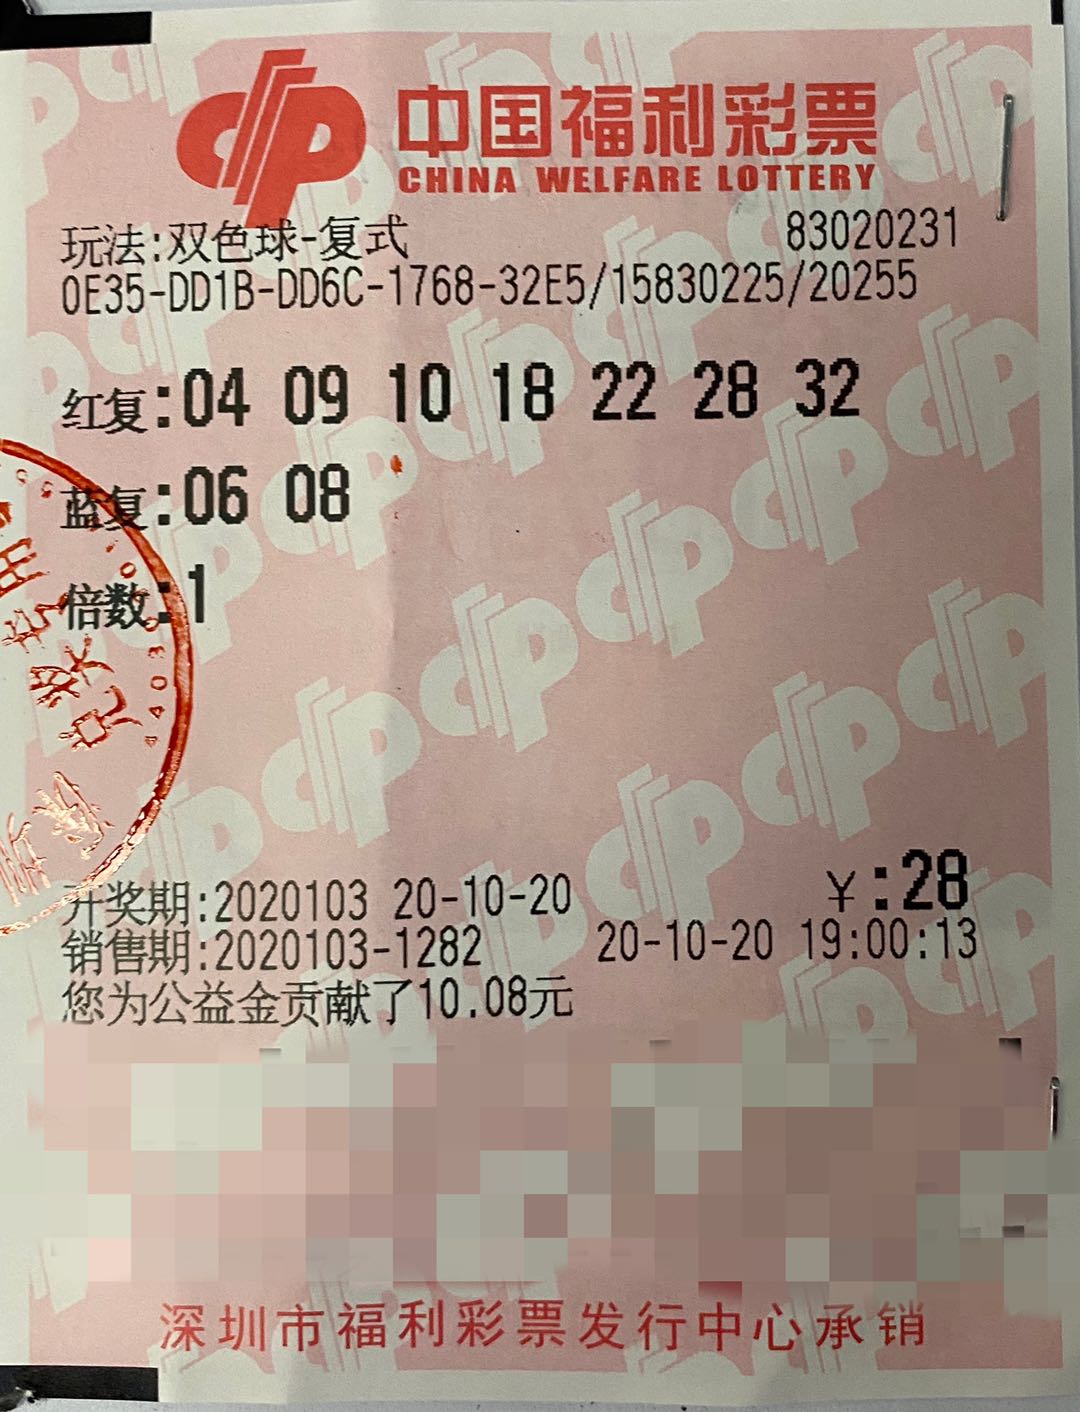 中国福利彩票
CHINA WELFARE LOTTERY
玩法:双色球-复式 83020231
0E35-DD1B-DD6C-1768-32E5/15830225/20255
红复:04 09 10 18 22 28 32
蓝复:06 08
倍数:1
开奖期:2020103 20-10-20 ￥:28
销售期:2020103-1282 20-10-20 19:00:13
您为公益金贡献了10.08元
深圳市福利彩票发行中心承销